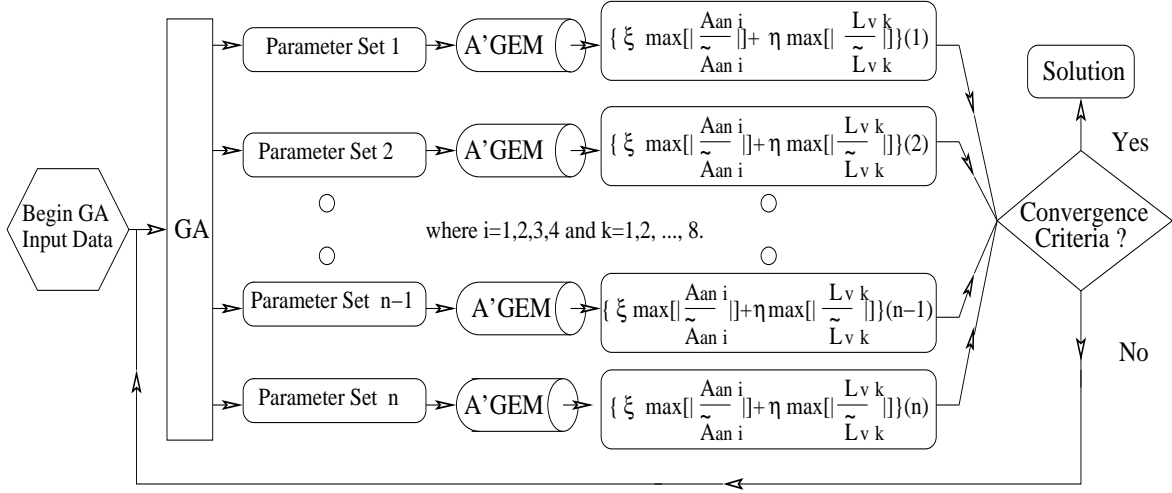 Begin GA
Input Data
GA
Parameter Set 1
A'GEM
{ ξ max[| Aan i / Ãan i |]+ η max[| Lv k / L̃v k |]}(1)
Parameter Set 2
A'GEM
{ ξ max[| Aan i / Ãan i |]+ η max[| Lv k / L̃v k |]}(2)
where i=1,2,3,4 and k=1,2, ..., 8.
Parameter Set n−1
A'GEM
{ ξ max[| Aan i / Ãan i |]+ η max[| Lv k / L̃v k |]}(n−1)
Parameter Set n
A'GEM
{ ξ max[| Aan i / Ãan i |]+ η max[| Lv k / L̃v k |]}(n)
Solution
Yes
Convergence
Criteria ?
No